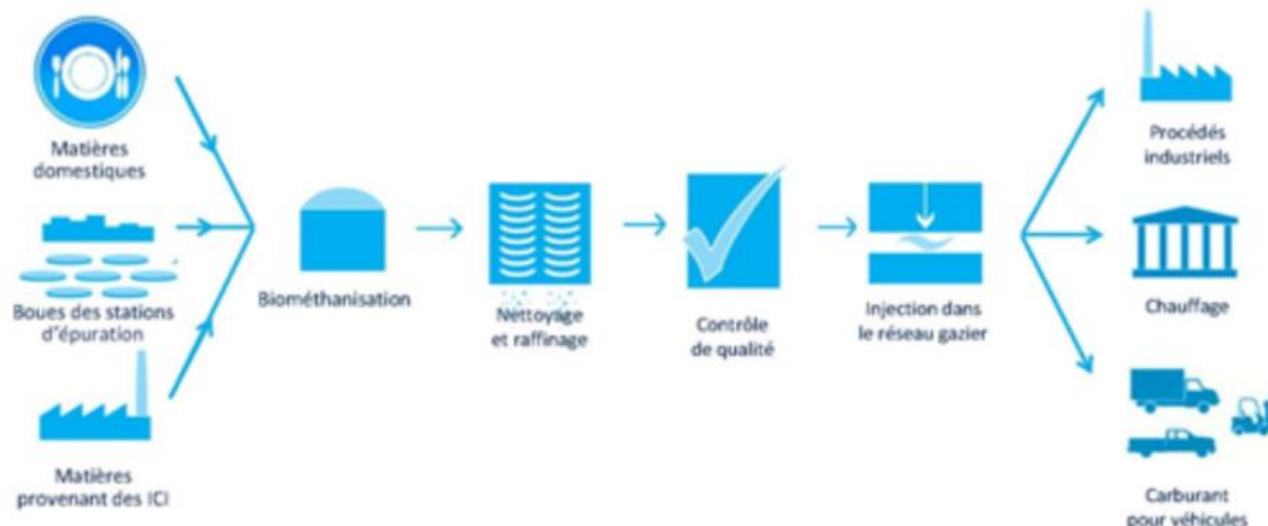 Matières
domestiques
Boues des stations
d'épuration
Matières
provenant des ICI
Biométhanisation
Nettoyage
et raffinage
Contrôle
de qualité
Injection dans
le réseau gazier
Procédés
industriels
Chauffage
Carburant
pour véhicules